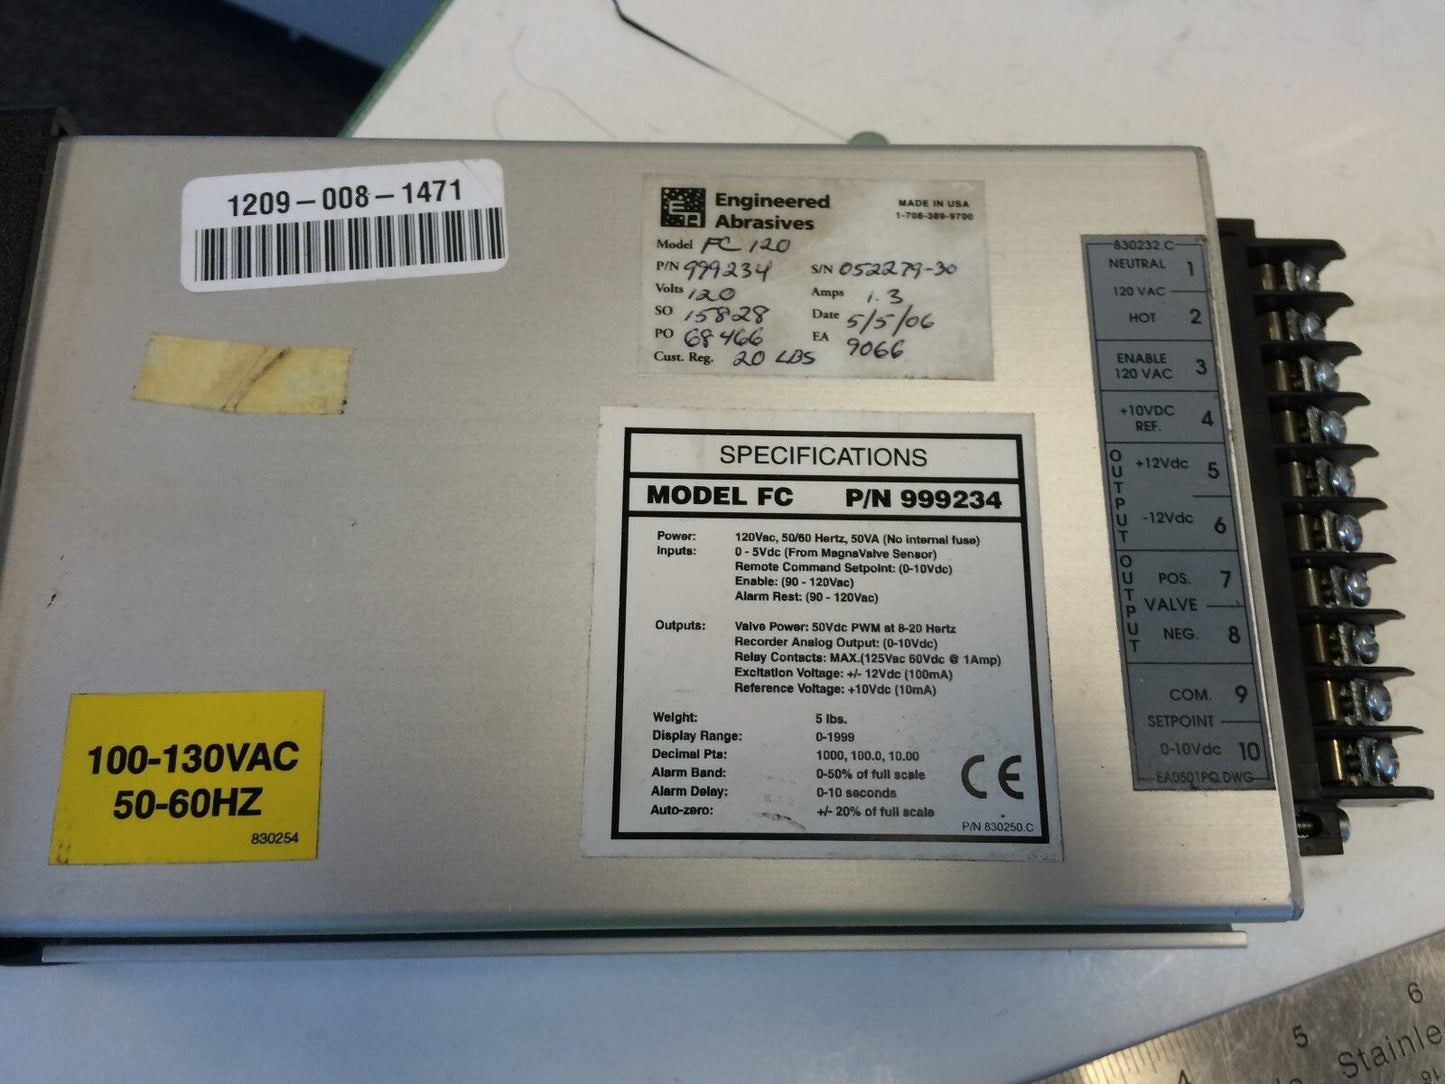 1209-008-1471
EA
Engineered
Abrasives
MADE IN USA
1-708-389-9700
Model FC 120
P/N 999234 S/N 052279-30
Volts 120 Amps 1.3
SO 15828 Date 5/5/06
PO 68466 EA 9066
Cust. Reg. 20 LBS
SPECIFICATIONS
MODEL FC P/N 999234
Power: 120Vac, 50/60 Hertz, 50VA (No internal fuse)
Inputs: 0 - 5Vdc (From MagnaValve Sensor)
Remote Command Setpoint: (0-10Vdc)
Enable: (90 - 120Vac)
Alarm Rest: (90 - 120Vac)
Outputs: Valve Power: 50Vdc PWM at 8-20 Hertz
Recorder Analog Output: (0-10Vdc)
Relay Contacts: MAX.(125Vac 60Vdc @ 1Amp)
Excitation Voltage: +/- 12Vdc (100mA)
Reference Voltage: +10Vdc (10mA)
Weight: 5 lbs.
Display Range: 0-1999
Decimal Pts: 1000, 100.0, 10.00
Alarm Band: 0-50% of full scale
Alarm Delay: 0-10 seconds
Auto-zero: +/- 20% of full scale
CE
P/N 830250.C
100-130VAC
50-60HZ
830254
830232.C
NEUTRAL 1
120 VAC
HOT 2
ENABLE
120 VAC 3
+10VDC
REF. 4
OUTPUT
+12Vdc 5
-12Vdc 6
OUTPUT
POS. 7
VALVE
NEG. 8
COM. 9
SETPOINT
0-10Vdc 10
EA0501PQ.DWG
4 5 6
Stainle
16